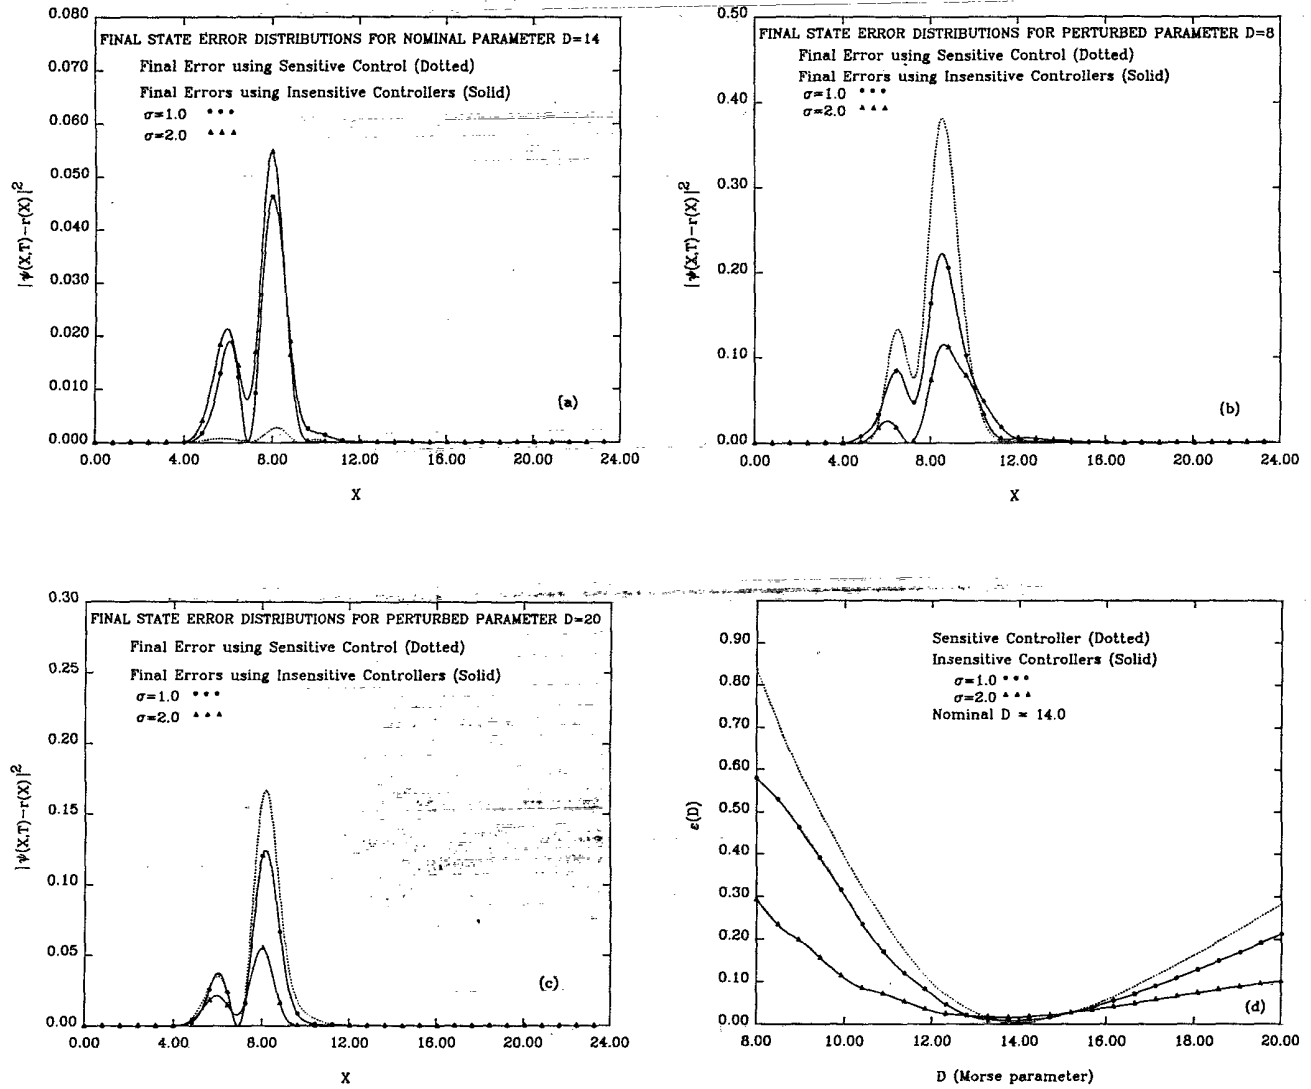 FINAL STATE ERROR DISTRIBUTIONS FOR NOMINAL PARAMETER D=14
Final Error using Sensitive Control (Dotted)
Final Errors using Insensitive Controllers (Solid)
σ=1.0
σ=2.0
0.080
0.070
0.060
0.050
0.040
0.030
0.020
0.010
0.000
|ψ(X,T)−r(X)|²
(a)
0.00 4.00 8.00 12.00 16.00 20.00 24.00
X
FINAL STATE ERROR DISTRIBUTIONS FOR PERTURBED PARAMETER D=8
Final Error using Sensitive Control (Dotted)
Final Errors using Insensitive Controllers (Solid)
σ=1.0
σ=2.0
0.50
0.40
0.30
0.20
0.10
0.00
|ψ(X,T)−r(X)|²
(b)
0.00 4.00 8.00 12.00 16.00 20.00 24.00
X
FINAL STATE ERROR DISTRIBUTIONS FOR PERTURBED PARAMETER D=20
Final Error using Sensitive Control (Dotted)
Final Errors using Insensitive Controllers (Solid)
σ=1.0
σ=2.0
0.30
0.25
0.20
0.15
0.10
0.05
0.00
|ψ(X,T)−r(X)|²
(c)
0.00 4.00 8.00 12.00 16.00 20.00 24.00
X
Sensitive Controller (Dotted)
Insensitive Controllers (Solid)
σ=1.0
σ=2.0
Nominal D = 14.0
0.90
0.80
0.70
0.60
0.50
0.40
0.30
0.20
0.10
0.00
ε(D)
(d)
8.00 10.00 12.00 14.00 16.00 18.00 20.00
D (Morse parameter)